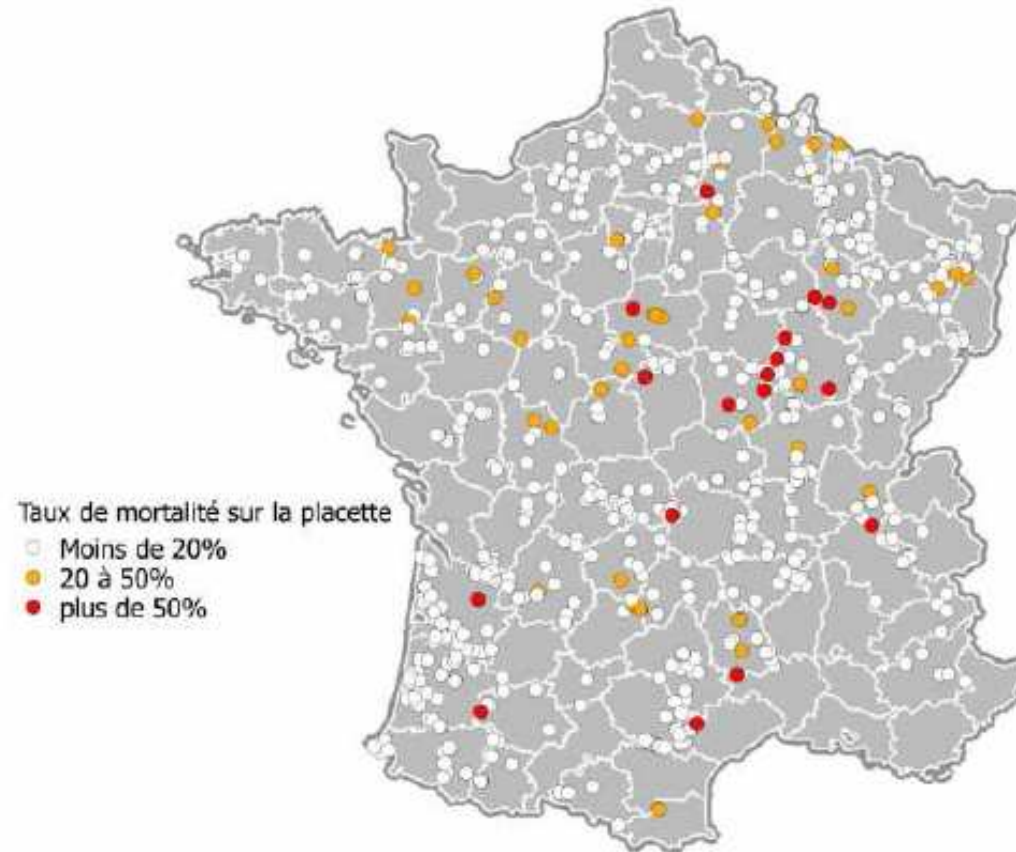 Taux de mortalité sur la placette
Moins de 20%
20 à 50%
plus de 50%